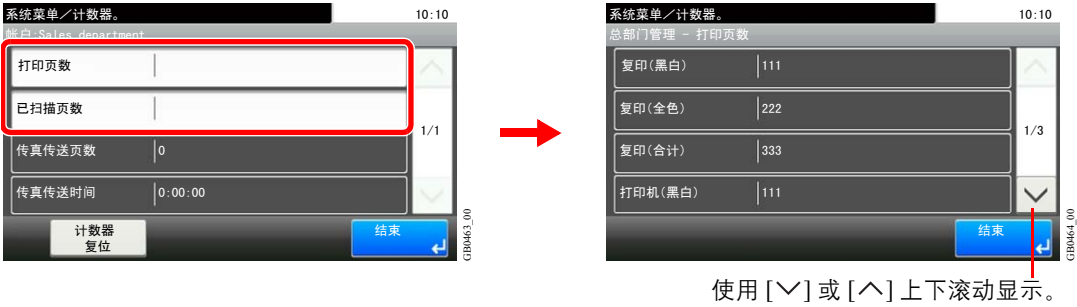 系统菜单／计数器。 10:10
帐户:Sales department
打印页数
已扫描页数
1/1
传真传送页数 0
传真传送时间 0:00:00
计数器
复位
结束
GB0463_00
系统菜单／计数器。 10:10
总部门管理 - 打印页数
复印(黑白) 111
复印(全色) 222
1/3
复印(合计) 333
打印机(黑白) 111
结束
GB0464_00
使用 [∨] 或 [∧] 上下滚动显示。